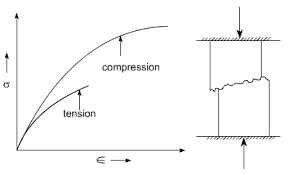 compression
σ →
tension
∈ →